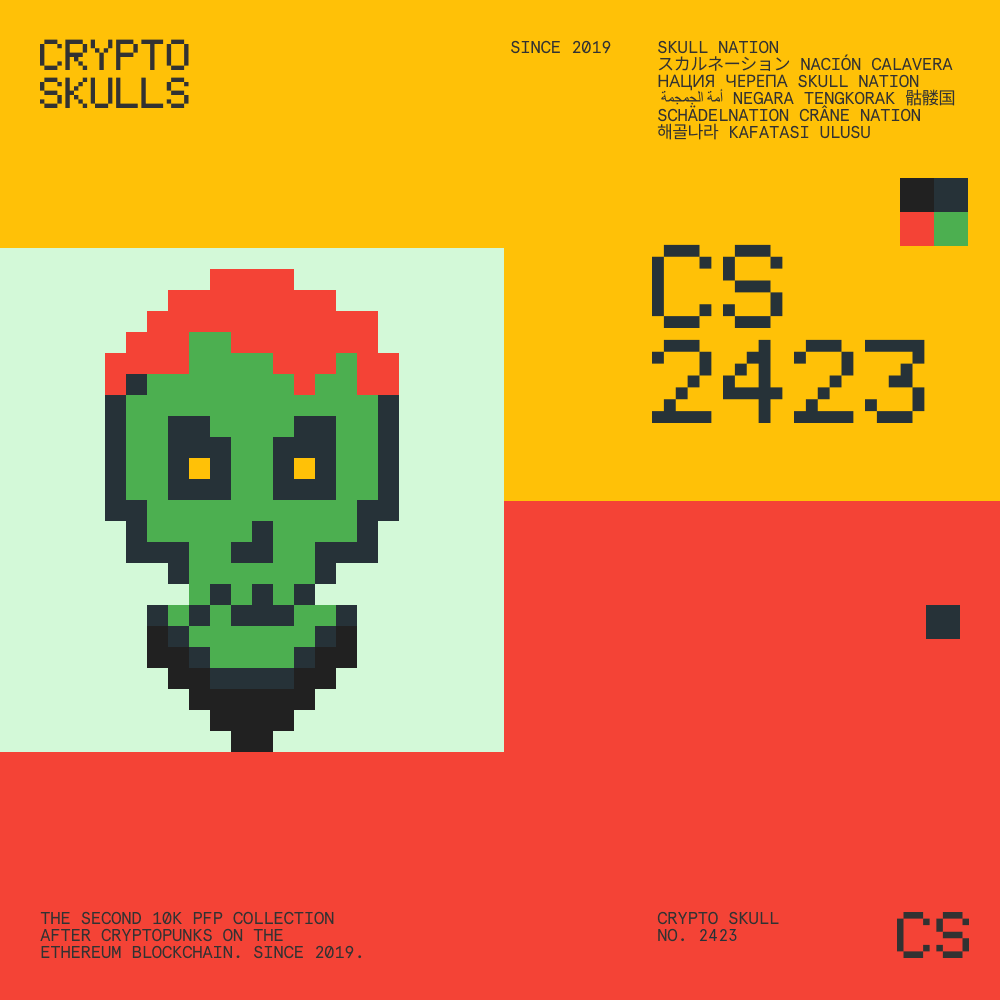 CRYPTO
SKULLS
SINCE 2019
SKULL NATION
スカルネーション NACIÓN CALAVERA
НАЦИЯ ЧЕРЕПА SKULL NATION
أمة الجمجمة NEGARA TENGKORAK 骷髅国
SCHÄDELNATION CRÂNE NATION
해골나라 KAFATASI ULUSU
CS
2423
THE SECOND 10K PFP COLLECTION
AFTER CRYPTOPUNKS ON THE
ETHEREUM BLOCKCHAIN. SINCE 2019.
CRYPTO SKULL
NO. 2423
CS